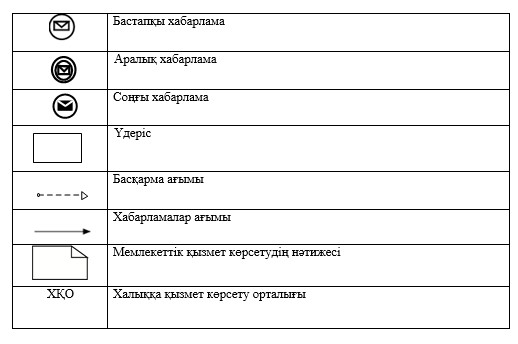 Бастапқы хабарлама
Аралық хабарлама
Соңғы хабарлама
Үдеріс
Басқарма ағымы
Хабарламалар ағымы
Мемлекеттік қызмет көрсетудің нәтижесі
ХҚО Халыққа қызмет көрсету орталығы